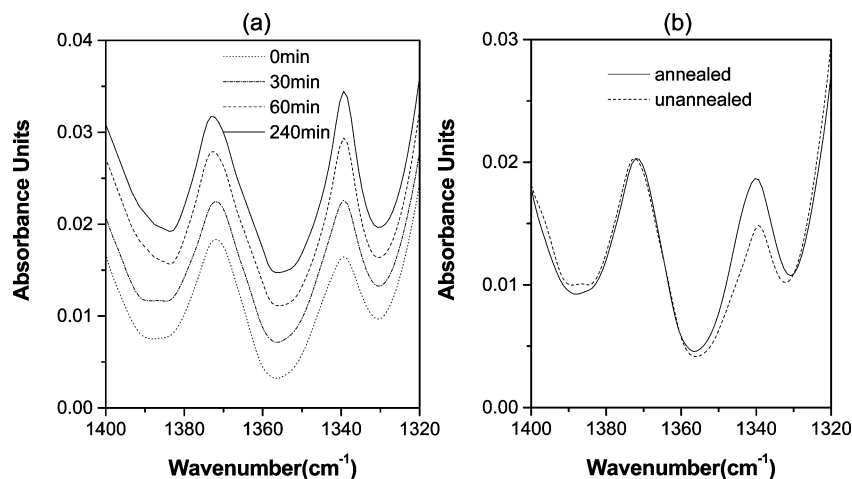 (a)
0.04
0.03
0.02
0.01
0.00
Absorbance Units
0min
30min
60min
240min
1400
1380
1360
1340
1320
Wavenumber(cm⁻¹)
(b)
0.03
0.02
0.01
0.00
Absorbance Units
annealed
unannealed
1400
1380
1360
1340
1320
Wavenumber(cm⁻¹)